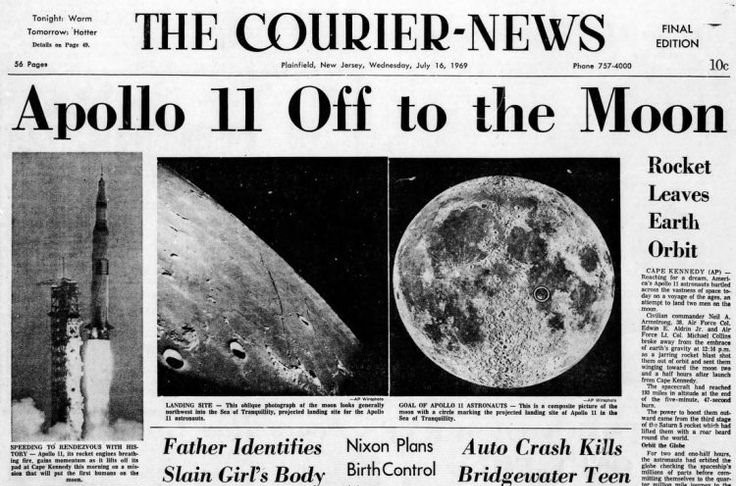 Tonight: Warm
Tomorrow: Hotter
Details on Page 49.
THE COURIER-NEWS
FINAL
EDITION
56 Pages
Plainfield, New Jersey, Wednesday, July 16, 1969
Phone 757-4000
10c
Apollo 11 Off to the Moon
SPEEDING TO RENDEZVOUS WITH HIS-
TORY — Apollo 11, its rocket engines breath-
ing fire, gains momentum as it lifts off its
pad at Cape Kennedy this morning on a mis-
sion that will put the first humans on the
moon.
—AP Wirephoto
LANDING SITE — This oblique photograph of the moon looks generally
northwest into the Sea of Tranquility, projected landing site for the Apollo
11 astronauts.
—AP Wirephoto
GOAL OF APOLLO 11 ASTRONAUTS — This is a composite picture of the
moon with a circle marking the projected landing site of Apollo 11 in the
Sea of Tranquility.
Rocket
Leaves
Earth
Orbit
CAPE KENNEDY (AP) —
Reaching for a dream, Ameri-
ca's Apollo 11 astronauts hurtled
across the vastness of space to-
day on a voyage of the ages, an
attempt to land two men on the
moon.
Civilian commander Neil A.
Armstrong, 38, Air Force Col.
Edwin E. Aldrin Jr. and Air
Force Lt. Col. Michael Collins
broke away from the embrace
of earth's gravity at 12:16 p.m.
as a jarring rocket blast shot
them out of orbit and sent them
winging toward the moon two
and a half hours after launch
from Cape Kennedy.
The spacecraft had reached
193 miles in altitude at the end
of the five-minute, 47-second
burn.
The power to boost them out-
ward came from the third stage
of the Saturn 5 rocket which had
lifted them with a roar heard
round the world.
Orbit the Globe
For two and one-half hours,
the astronauts had orbited the
globe checking the spaceship's
millions of parts before com-
mitting themselves to the quar-
Father Identifies
Slain Girl's Body
Nixon Plans
Birth Control
Auto Crash Kills
Bridgewater Teen